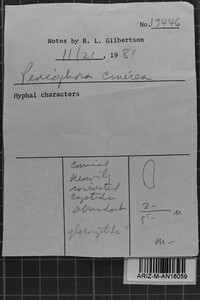 No. 13446
Notes by R. L. Gilbertson
11/21, 1981
Peniophora cinerea
Hyphal characters
conical
heavily
encrusted
cystidia
abundant
gloeocystidia
ARIZ-M-AN16059